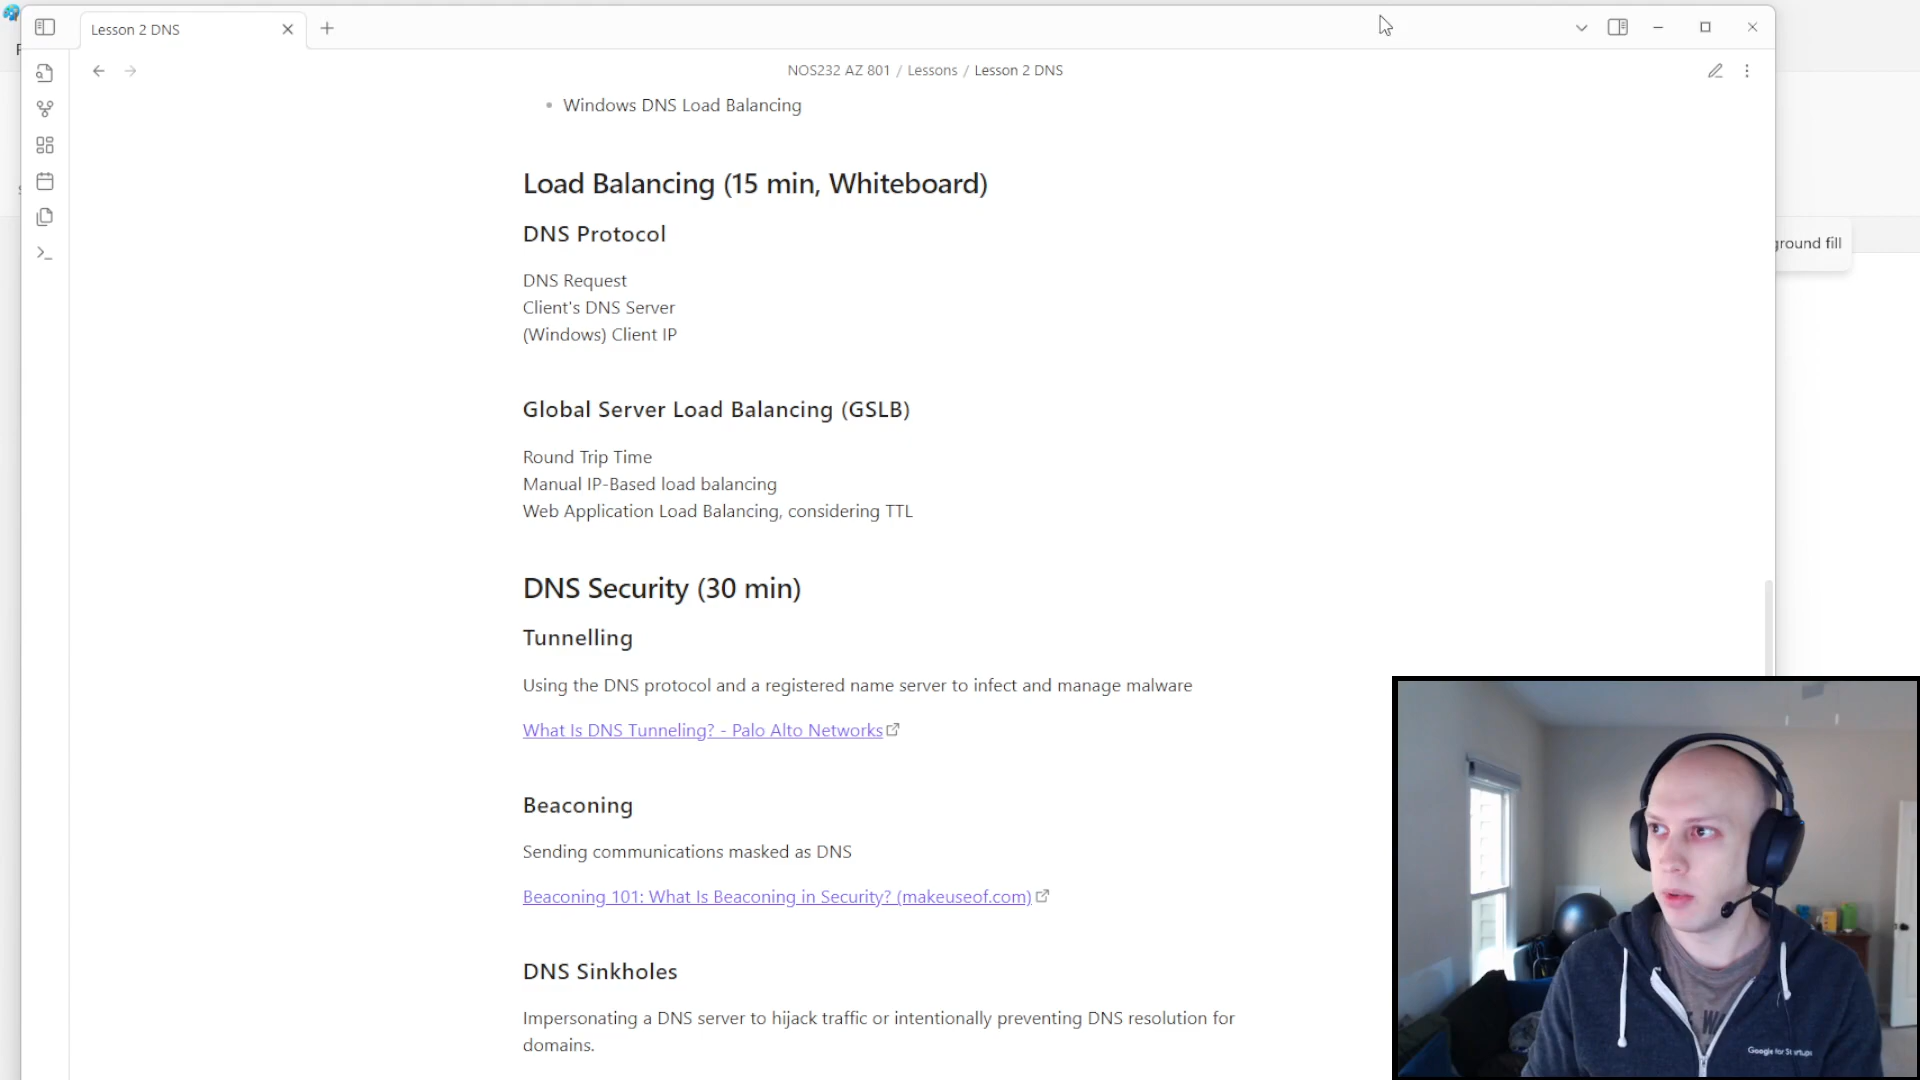 Lesson 2 DNS
NOS232 AZ 801 / Lessons / Lesson 2 DNS
Windows DNS Load Balancing
Load Balancing (15 min, Whiteboard)
DNS Protocol
DNS Request
Client's DNS Server
(Windows) Client IP
Global Server Load Balancing (GSLB)
Round Trip Time
Manual IP-Based load balancing
Web Application Load Balancing, considering TTL
DNS Security (30 min)
Tunnelling
Using the DNS protocol and a registered name server to infect and manage malware
What Is DNS Tunneling? - Palo Alto Networks
Beaconing
Sending communications masked as DNS
Beaconing 101: What Is Beaconing in Security? (makeuseof.com)
DNS Sinkholes
Impersonating a DNS server to hijack traffic or intentionally preventing DNS resolution for
domains.
ground fill
Google for Startups